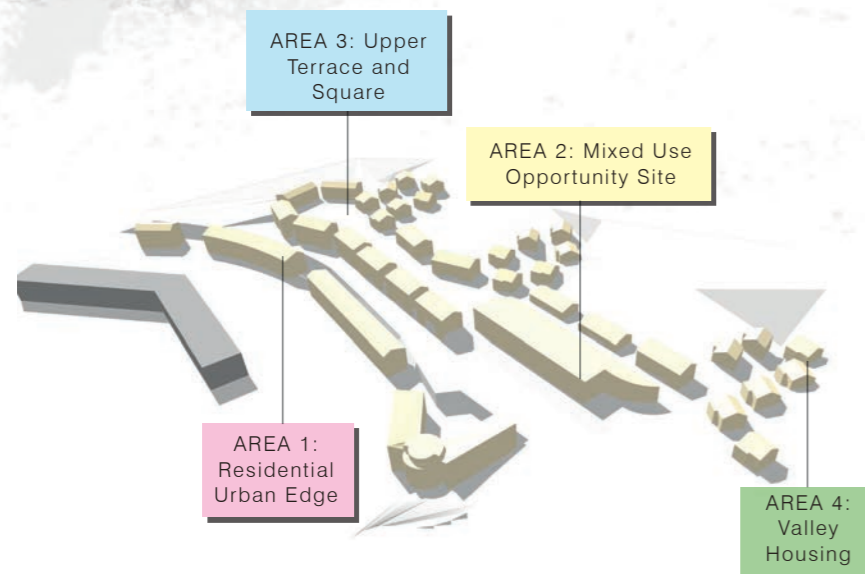 AREA 3: Upper
Terrace and
Square
AREA 2: Mixed Use
Opportunity Site
AREA 1:
Residential
Urban Edge
AREA 4:
Valley
Housing